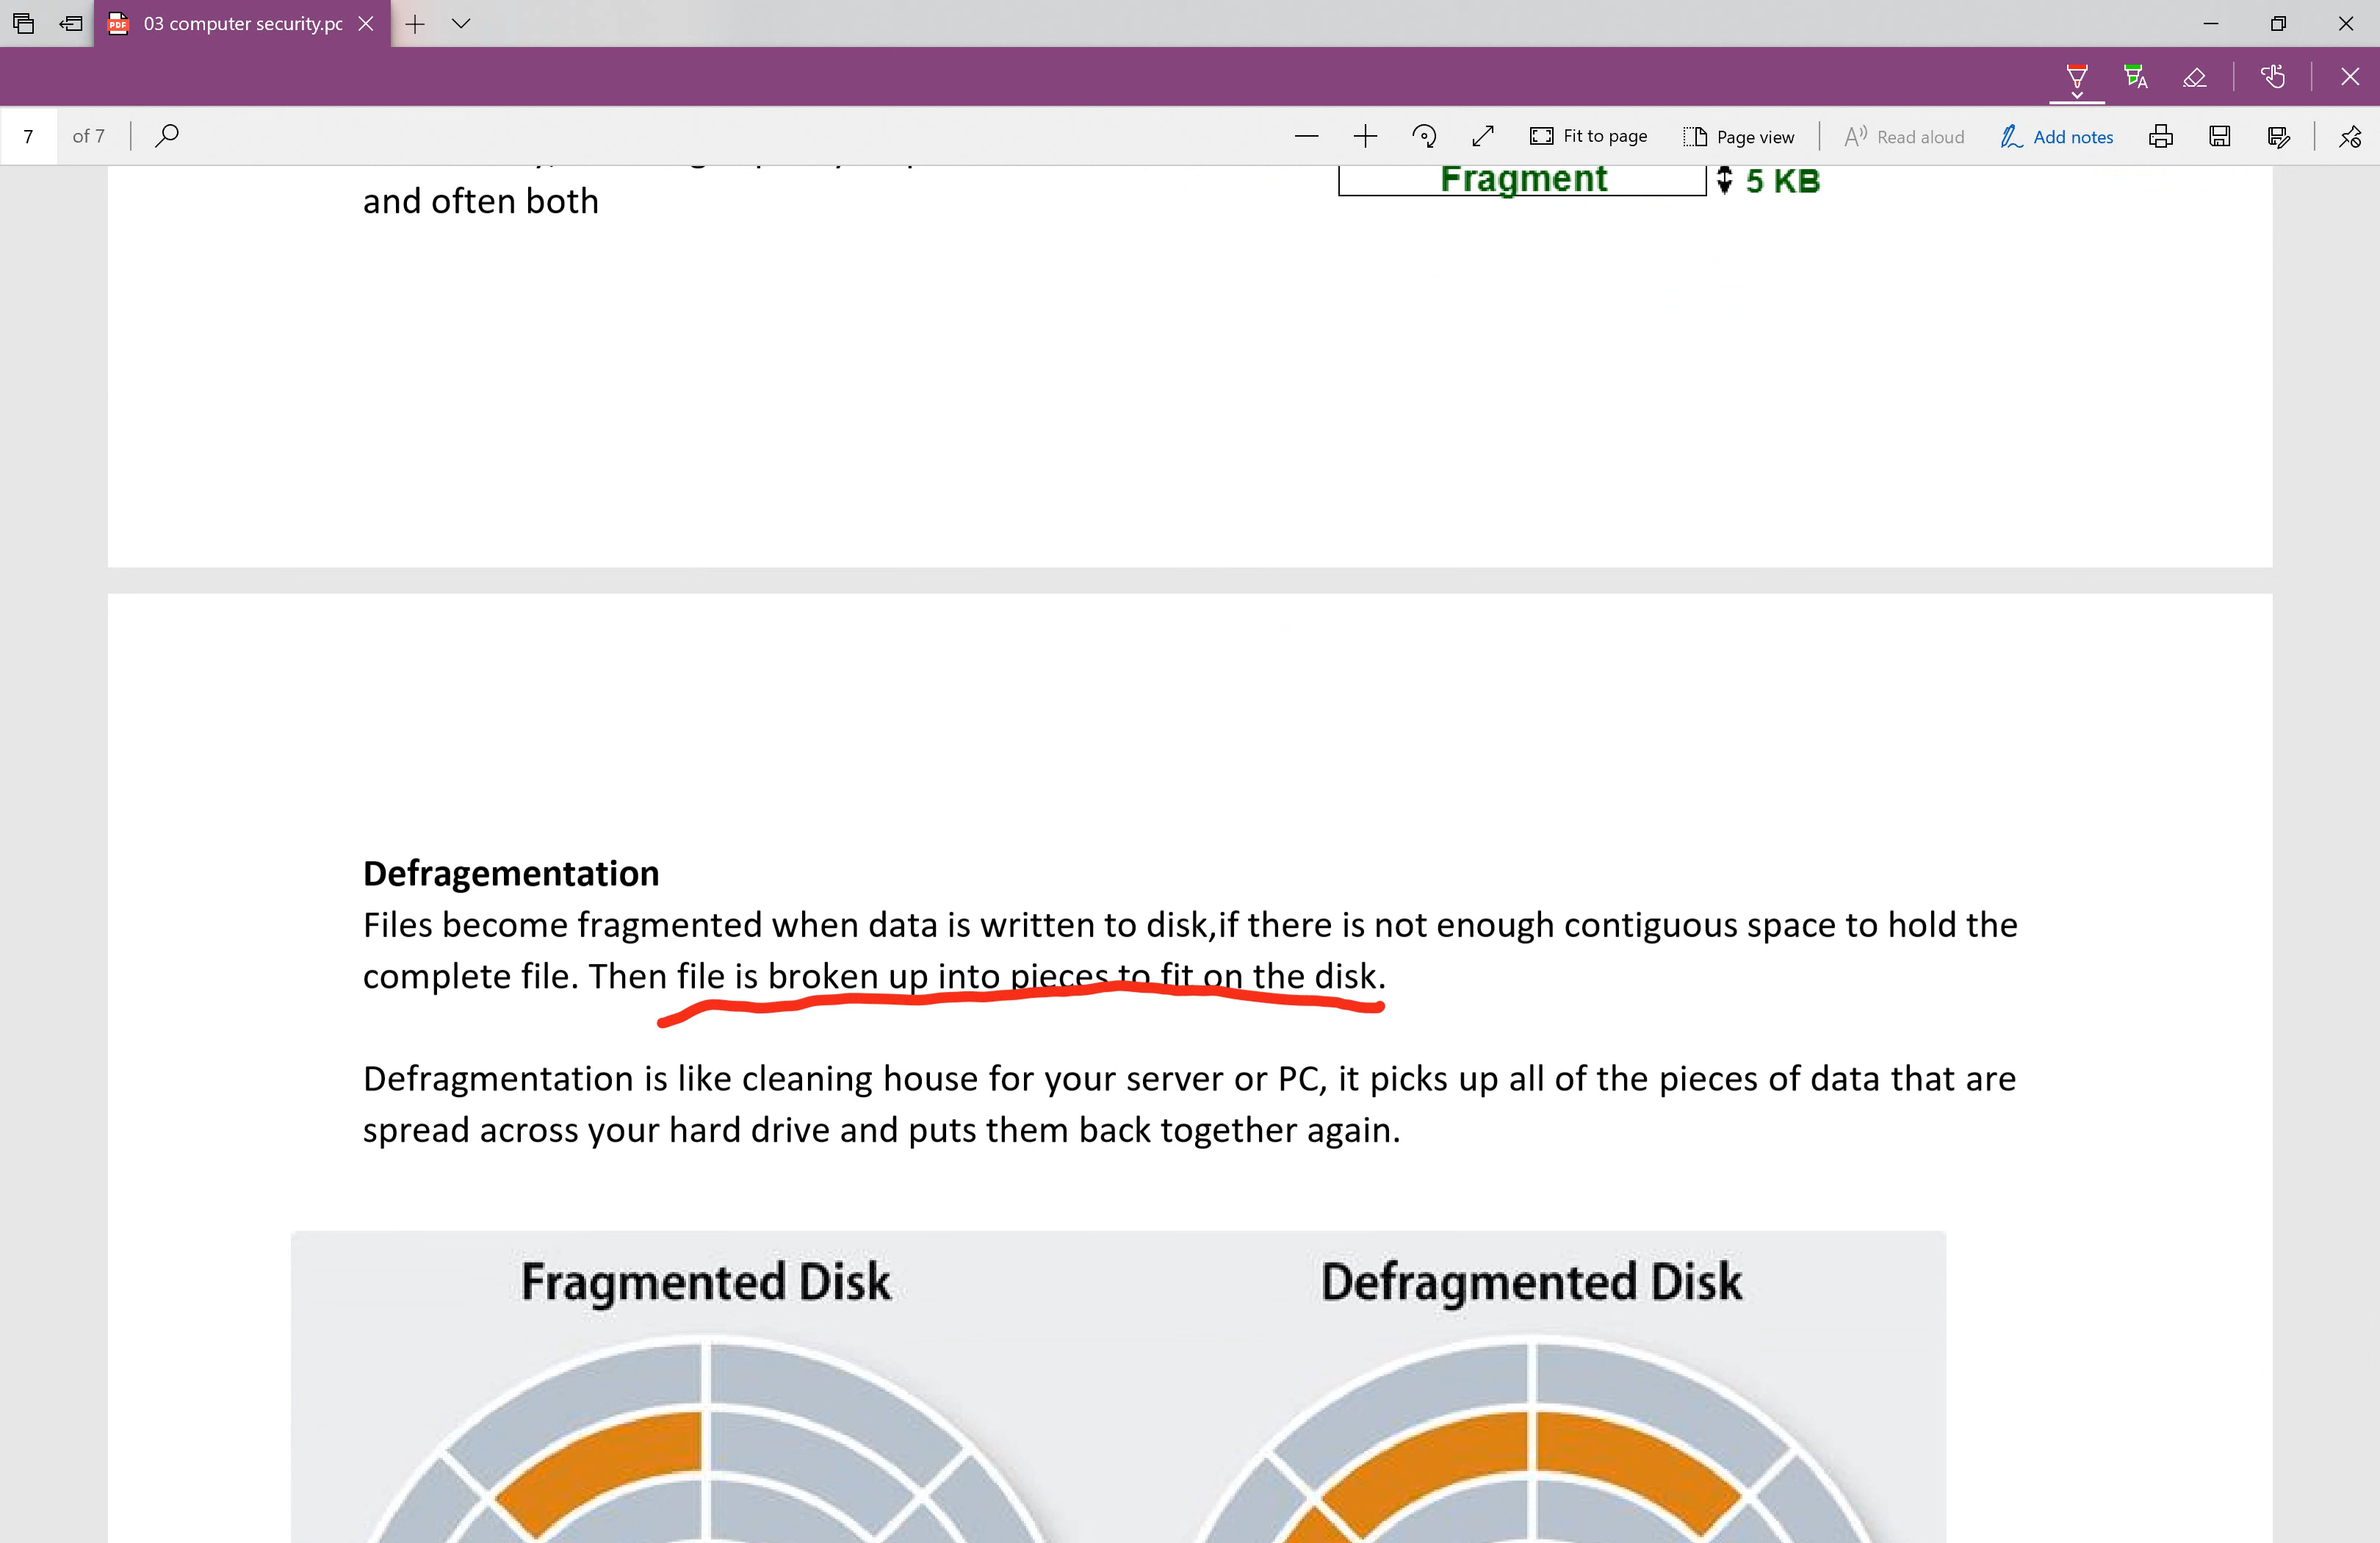 03 computer security.pc
7 of 7
Fit to page
Page view
Read aloud
Add notes
and often both
Fragment
5 KB
Defragementation
Files become fragmented when data is written to disk,if there is not enough contiguous space to hold the
complete file. Then file is broken up into pieces to fit on the disk.
Defragmentation is like cleaning house for your server or PC, it picks up all of the pieces of data that are
spread across your hard drive and puts them back together again.
Fragmented Disk
Defragmented Disk